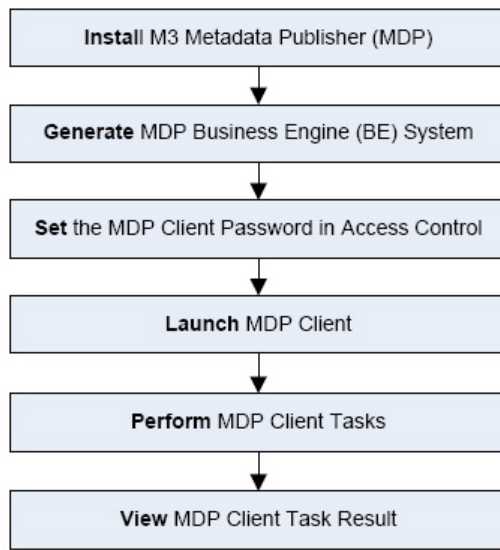 Install M3 Metadata Publisher (MDP)
Generate MDP Business Engine (BE) System
Set the MDP Client Password in Access Control
Launch MDP Client
Perform MDP Client Tasks
View MDP Client Task Result